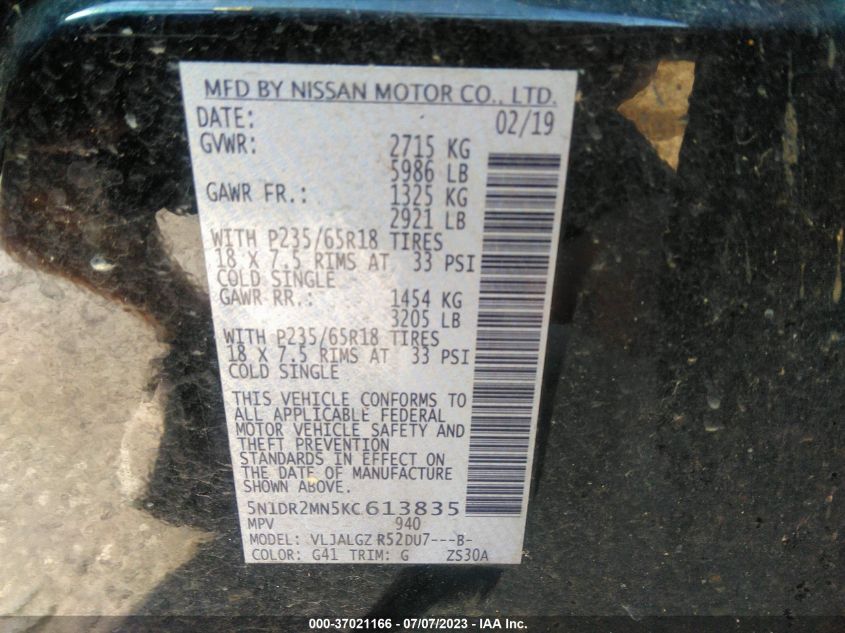 MFD BY NISSAN MOTOR CO., LTD.
DATE: 02/19
GVWR: 2715 KG
5986 LB
GAWR FR.: 1325 KG
2921 LB
WITH P235/65R18 TIRES
18 X 7.5 RIMS AT 33 PSI
COLD SINGLE
GAWR RR.: 1454 KG
3205 LB
WITH P235/65R18 TIRES
18 X 7.5 RIMS AT 33 PSI
COLD SINGLE
THIS VEHICLE CONFORMS TO
ALL APPLICABLE FEDERAL
MOTOR VEHICLE SAFETY AND
THEFT PREVENTION
STANDARDS IN EFFECT ON
THE DATE OF MANUFACTURE
SHOWN ABOVE.
5N1DR2MN5KC613835
MPV 940
MODEL: VLJALGZ R52DU7---B-
COLOR: G41 TRIM: G ZS30A
000-37021166 - 07/07/2023 - IAA Inc.